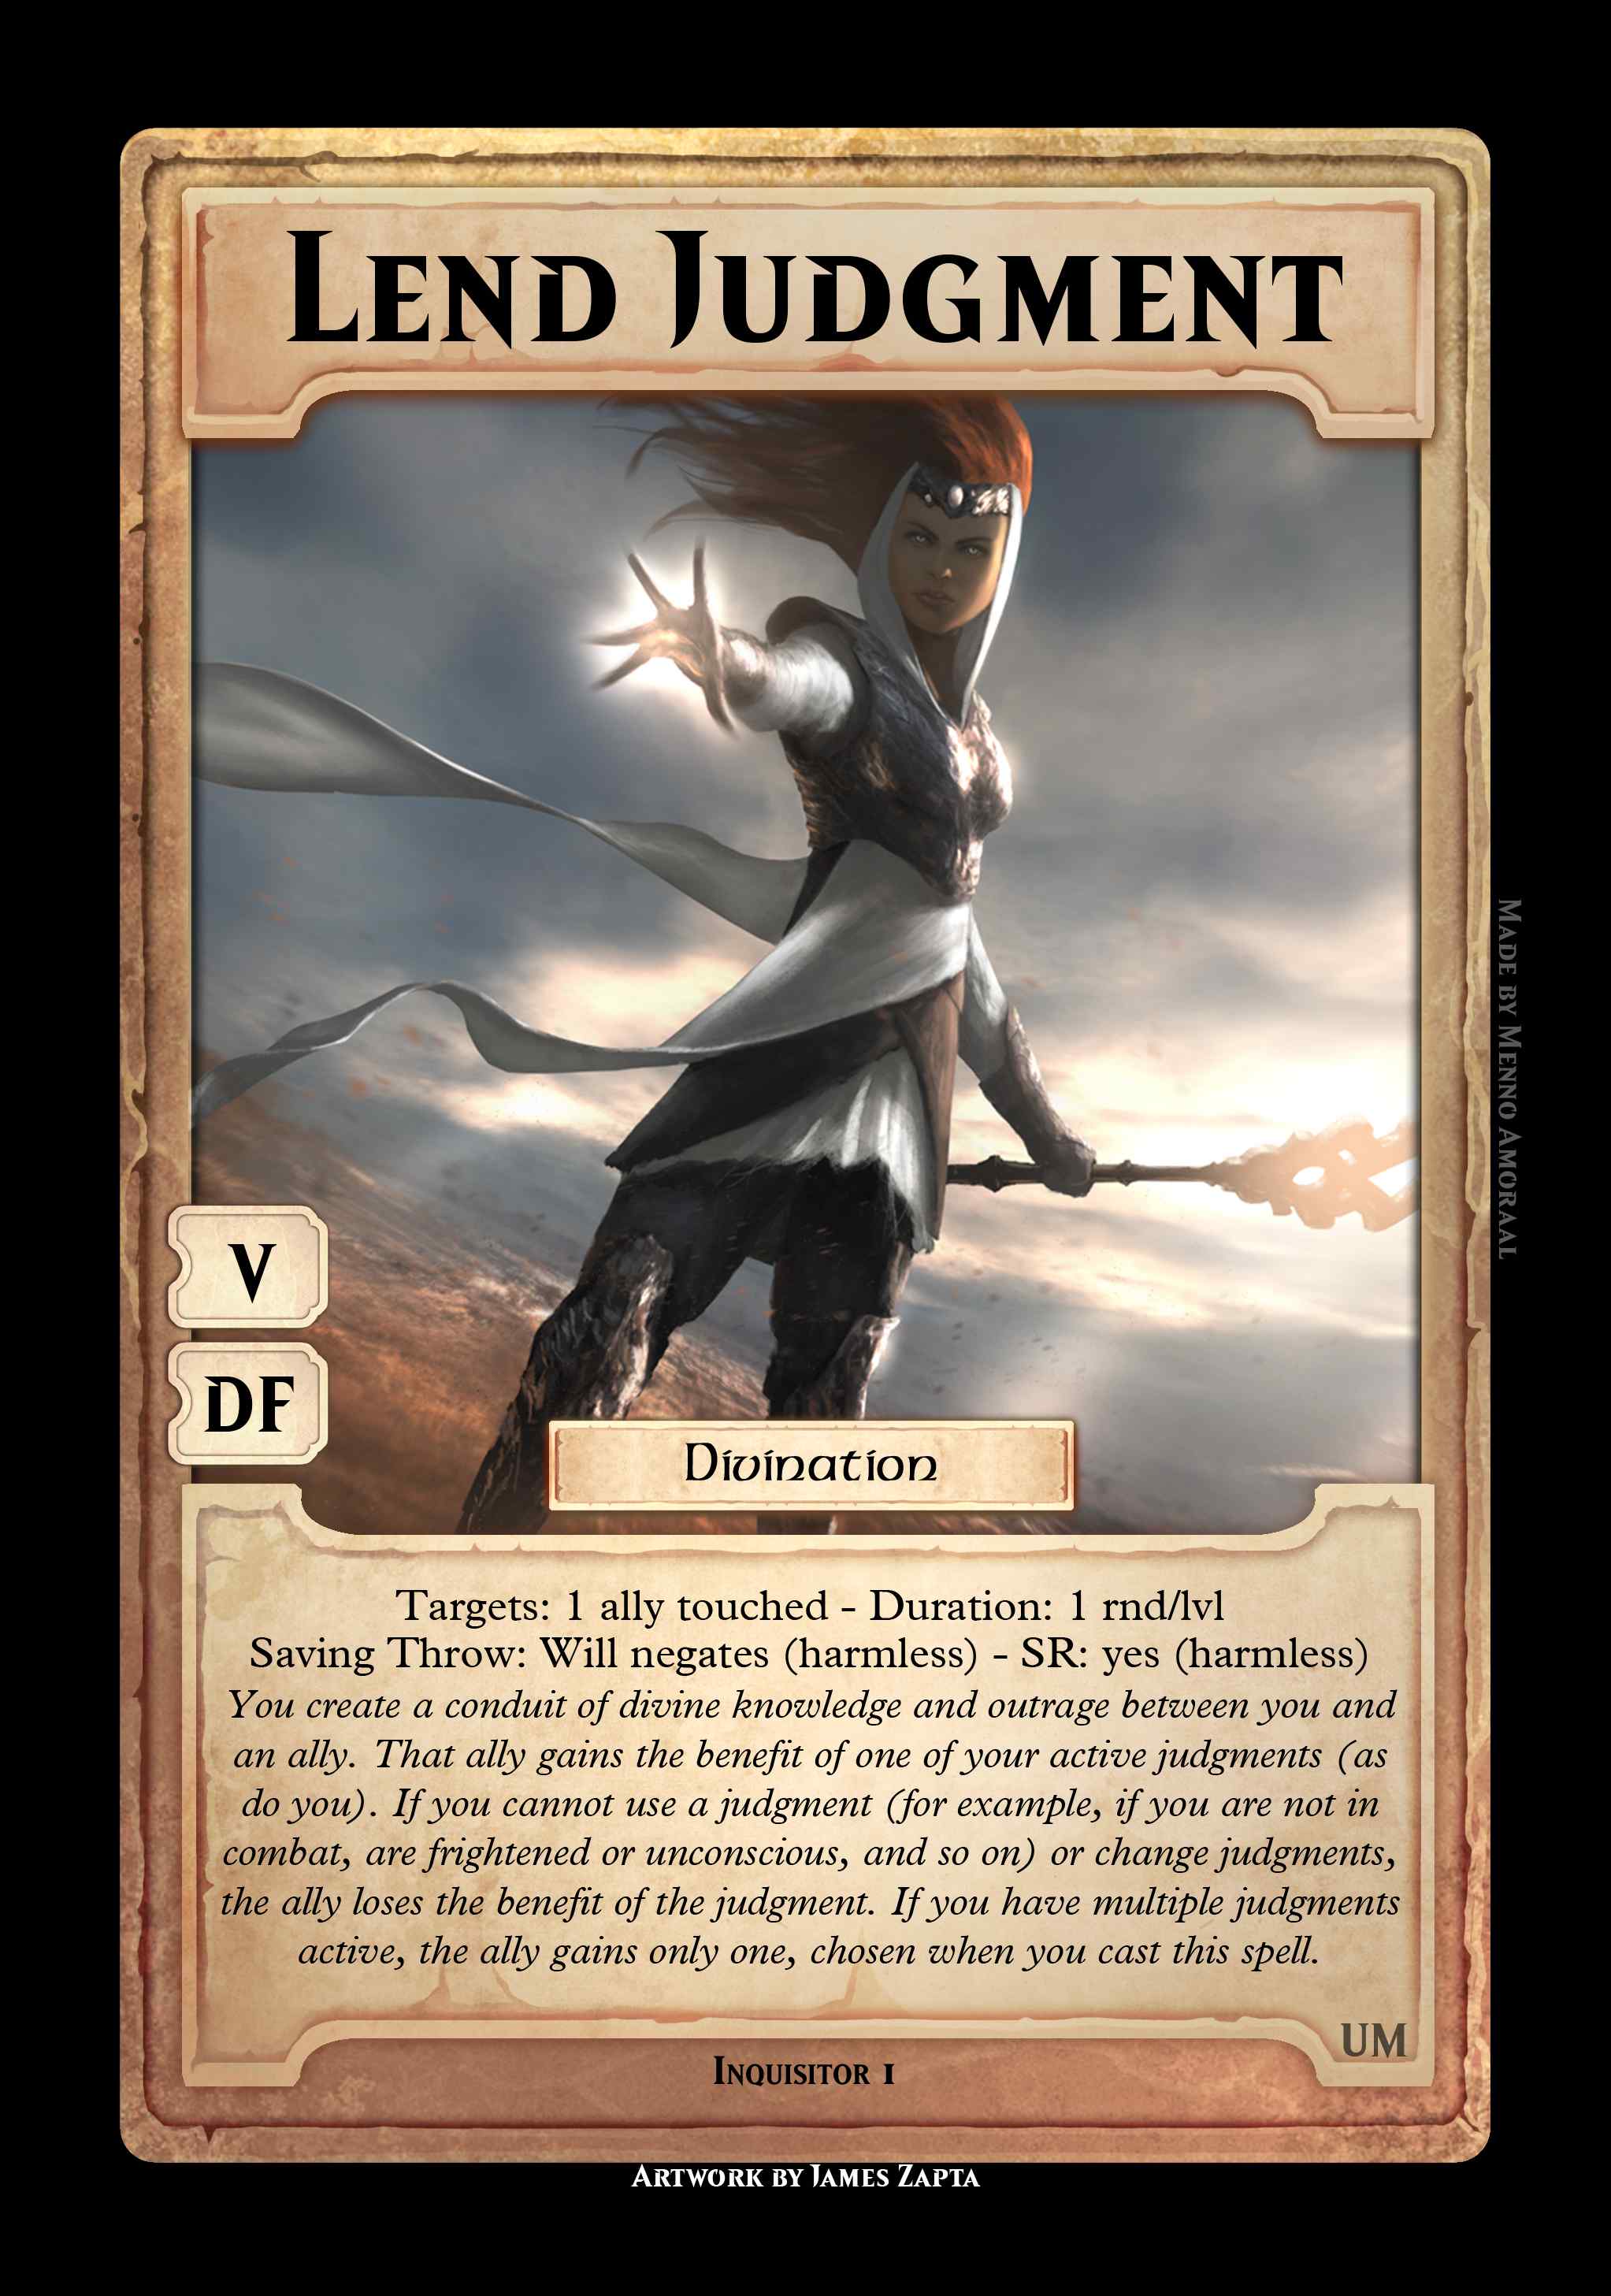 Lend Judgment
V
DF
Divination
Targets: 1 ally touched - Duration: 1 rnd/lvl
Saving Throw: Will negates (harmless) - SR: yes (harmless)
You create a conduit of divine knowledge and outrage between you and
an ally. That ally gains the benefit of one of your active judgments (as
do you). If you cannot use a judgment (for example, if you are not in
combat, are frightened or unconscious, and so on) or change judgments,
the ally loses the benefit of the judgment. If you have multiple judgments
active, the ally gains only one, chosen when you cast this spell.
UM
Inquisitor 1
Artwork by James Zapta
Made by Menno Amoraal